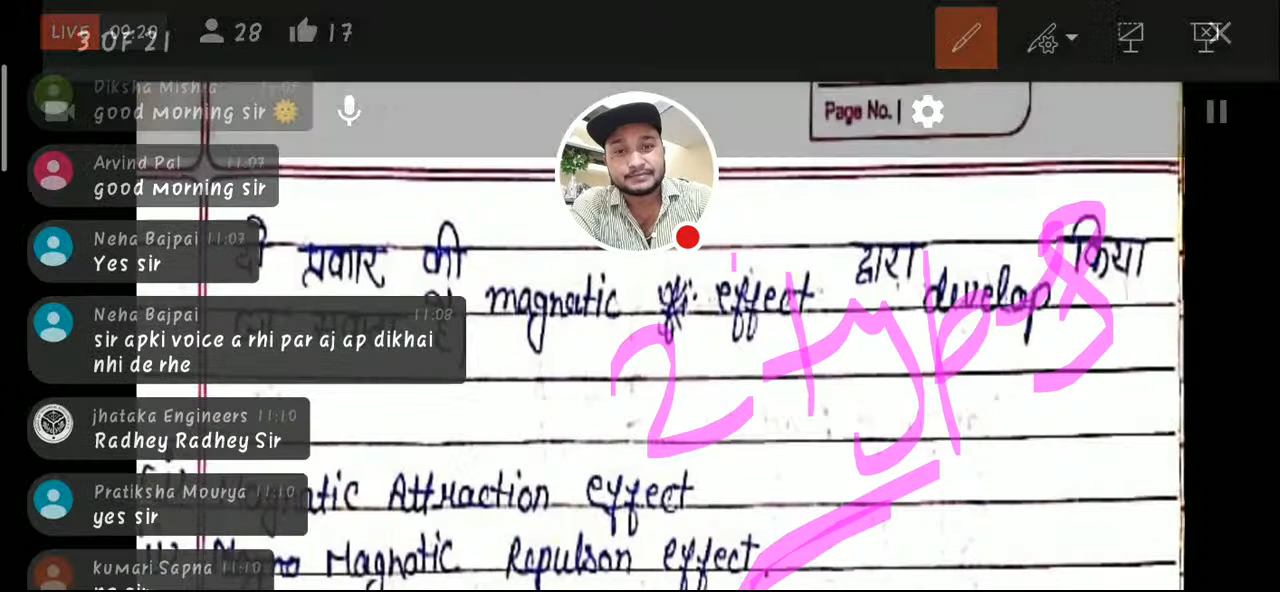 LIVE 09:20 28 17
3 OF 21
Diksha Mishra
good morning sir
Page No.
Arvind Pal 11:07
good morning sir
Neha Bajpai 11:07
Yes sir
प्रकार की magnatic effect द्वारा develop किया
2 types
Neha Bajpai 11:08
sir apki voice a rhi par aj ap dikhai
nhi de rhe
jhataka Engineers 11:10
Radhey Radhey Sir
Pratiksha Mourya 11:10
yes sir
Attraction effect
kumari Sapna 11:10
Magnatic Repulson effect.